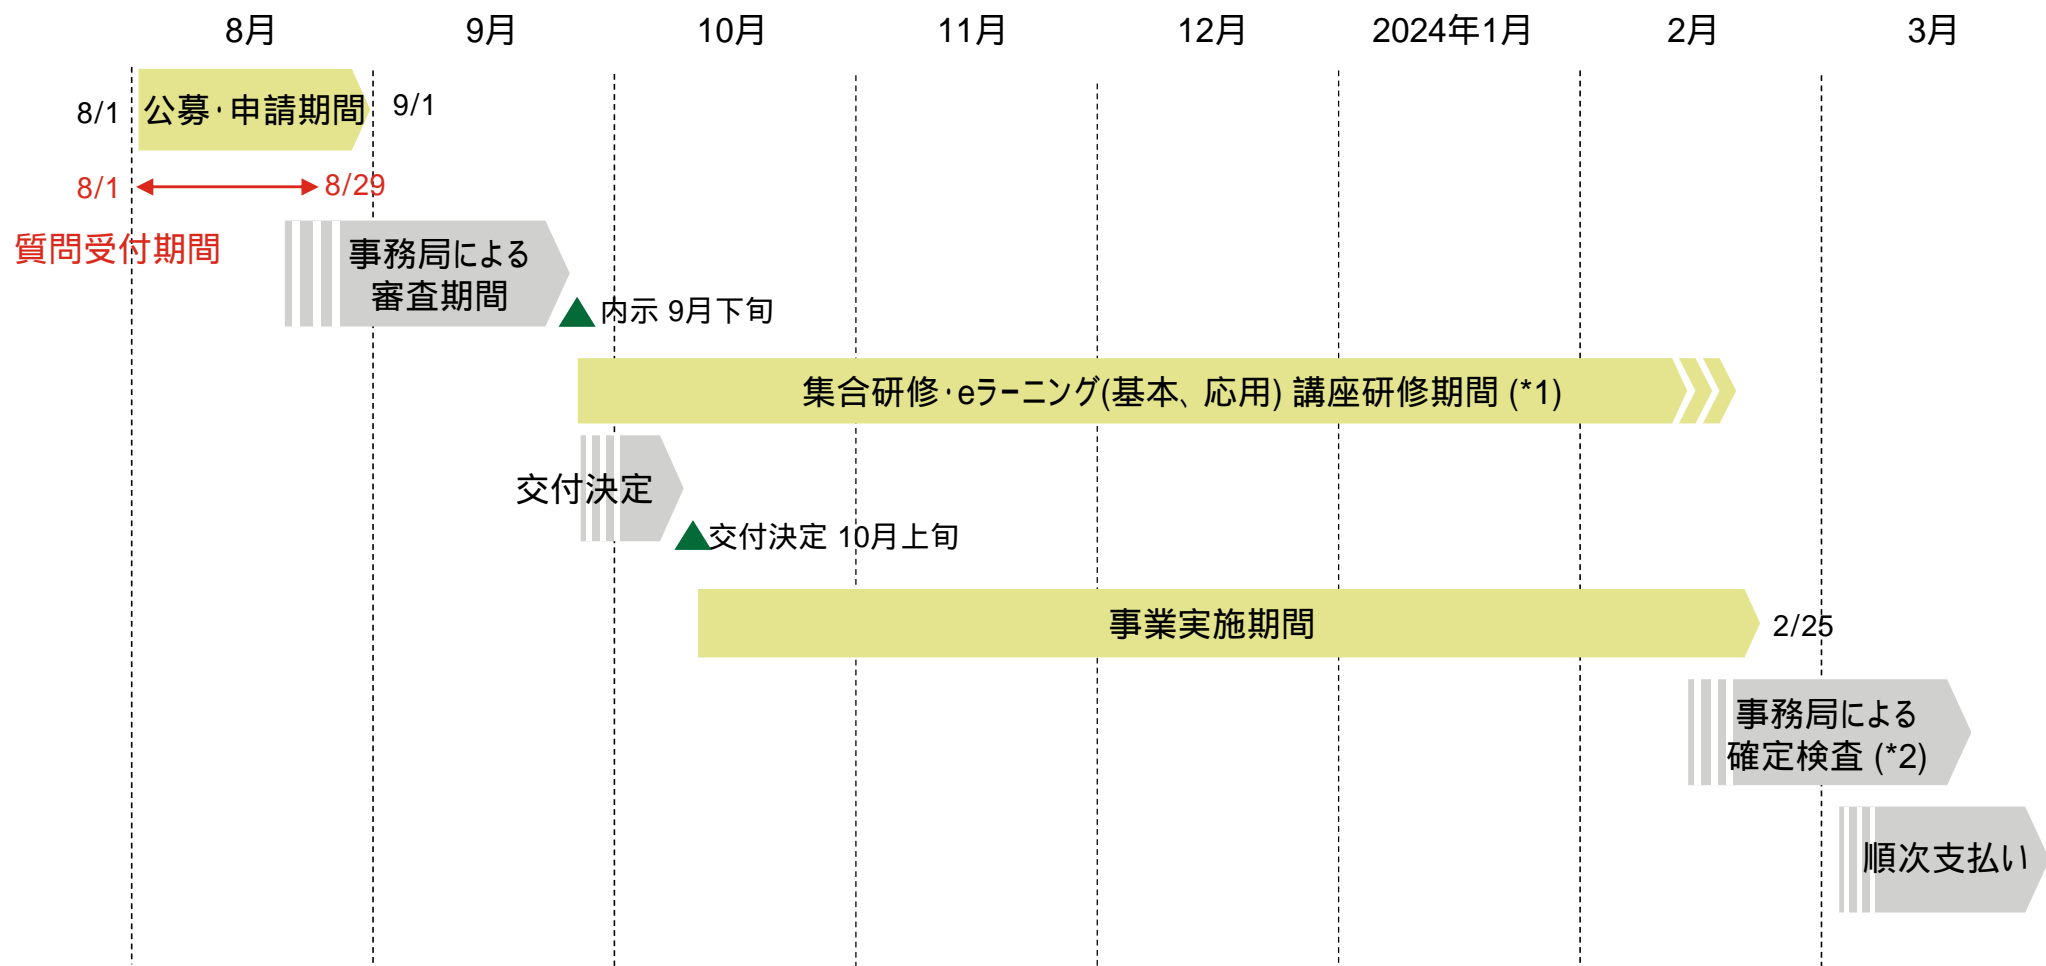 8月 9月 10月 11月 12月 2024年1月 2月 3月
8/1 公募・申請期間 9/1
8/1 8/29
質問受付期間
事務局による
審査期間
内示 9月下旬
集合研修・eラーニング(基本、応用) 講座研修期間 (*1)
交付決定
交付決定 10月上旬
事業実施期間 2/25
事務局による
確定検査 (*2)
順次支払い